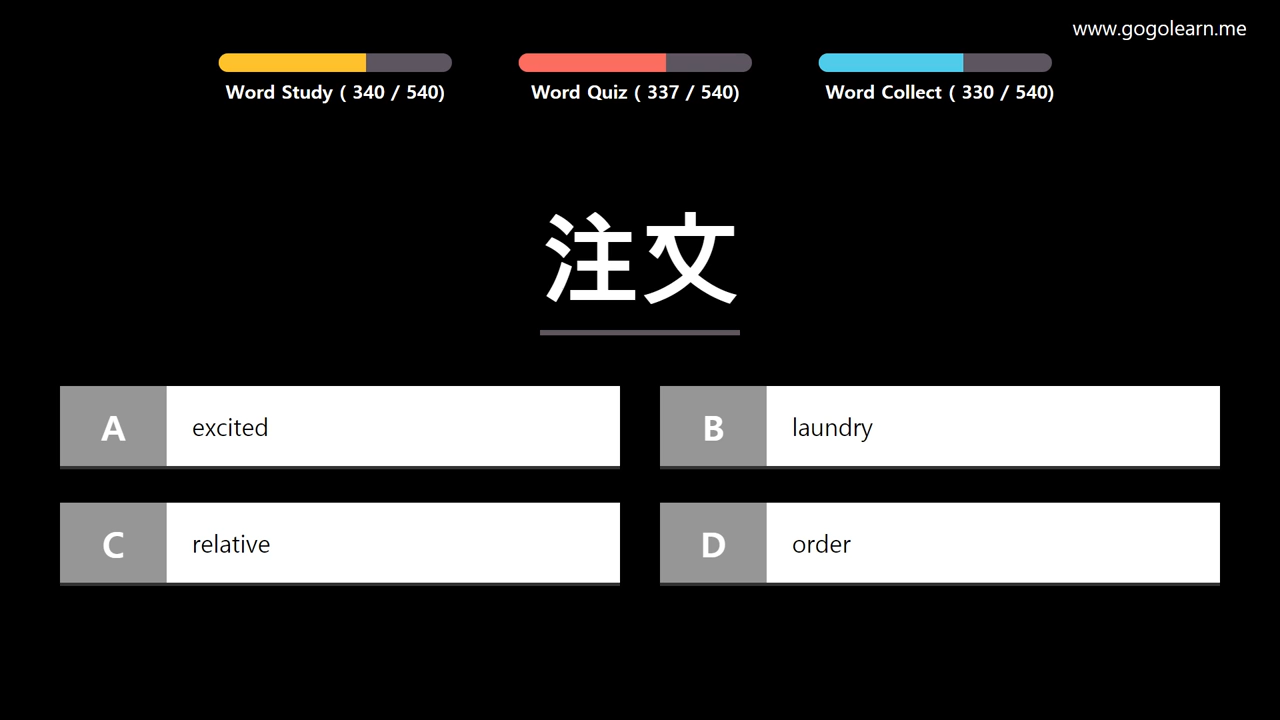 www.gogolearn.me
Word Study ( 340 / 540)
Word Quiz ( 337 / 540)
Word Collect ( 330 / 540)
注文
A excited
B laundry
C relative
D order